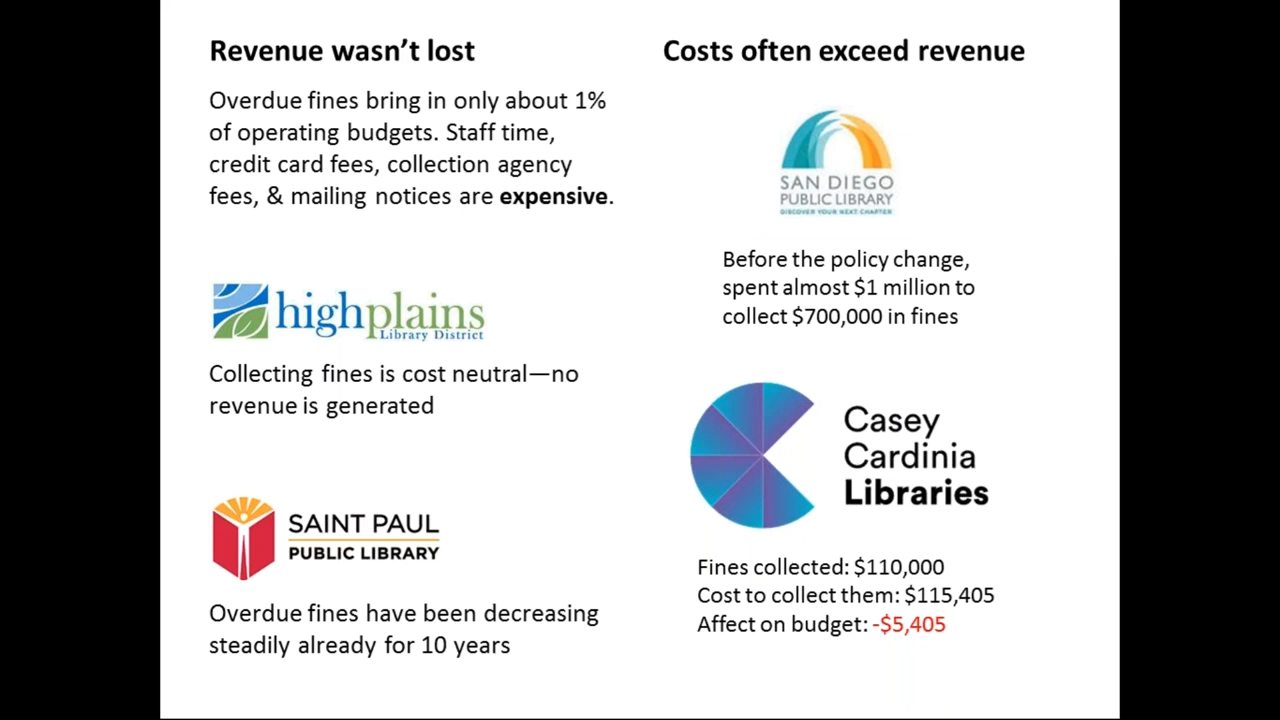 Revenue wasn’t lost
Overdue fines bring in only about 1%
of operating budgets. Staff time,
credit card fees, collection agency
fees, & mailing notices are expensive.
highplains
Library District
Collecting fines is cost neutral—no
revenue is generated
SAINT PAUL
PUBLIC LIBRARY
Overdue fines have been decreasing
steadily already for 10 years
Costs often exceed revenue
SAN DIEGO
PUBLIC LIBRARY
DISCOVER YOUR NEXT CHAPTER
Before the policy change,
spent almost $1 million to
collect $700,000 in fines
Casey
Cardinia
Libraries
Fines collected: $110,000
Cost to collect them: $115,405
Affect on budget: -$5,405